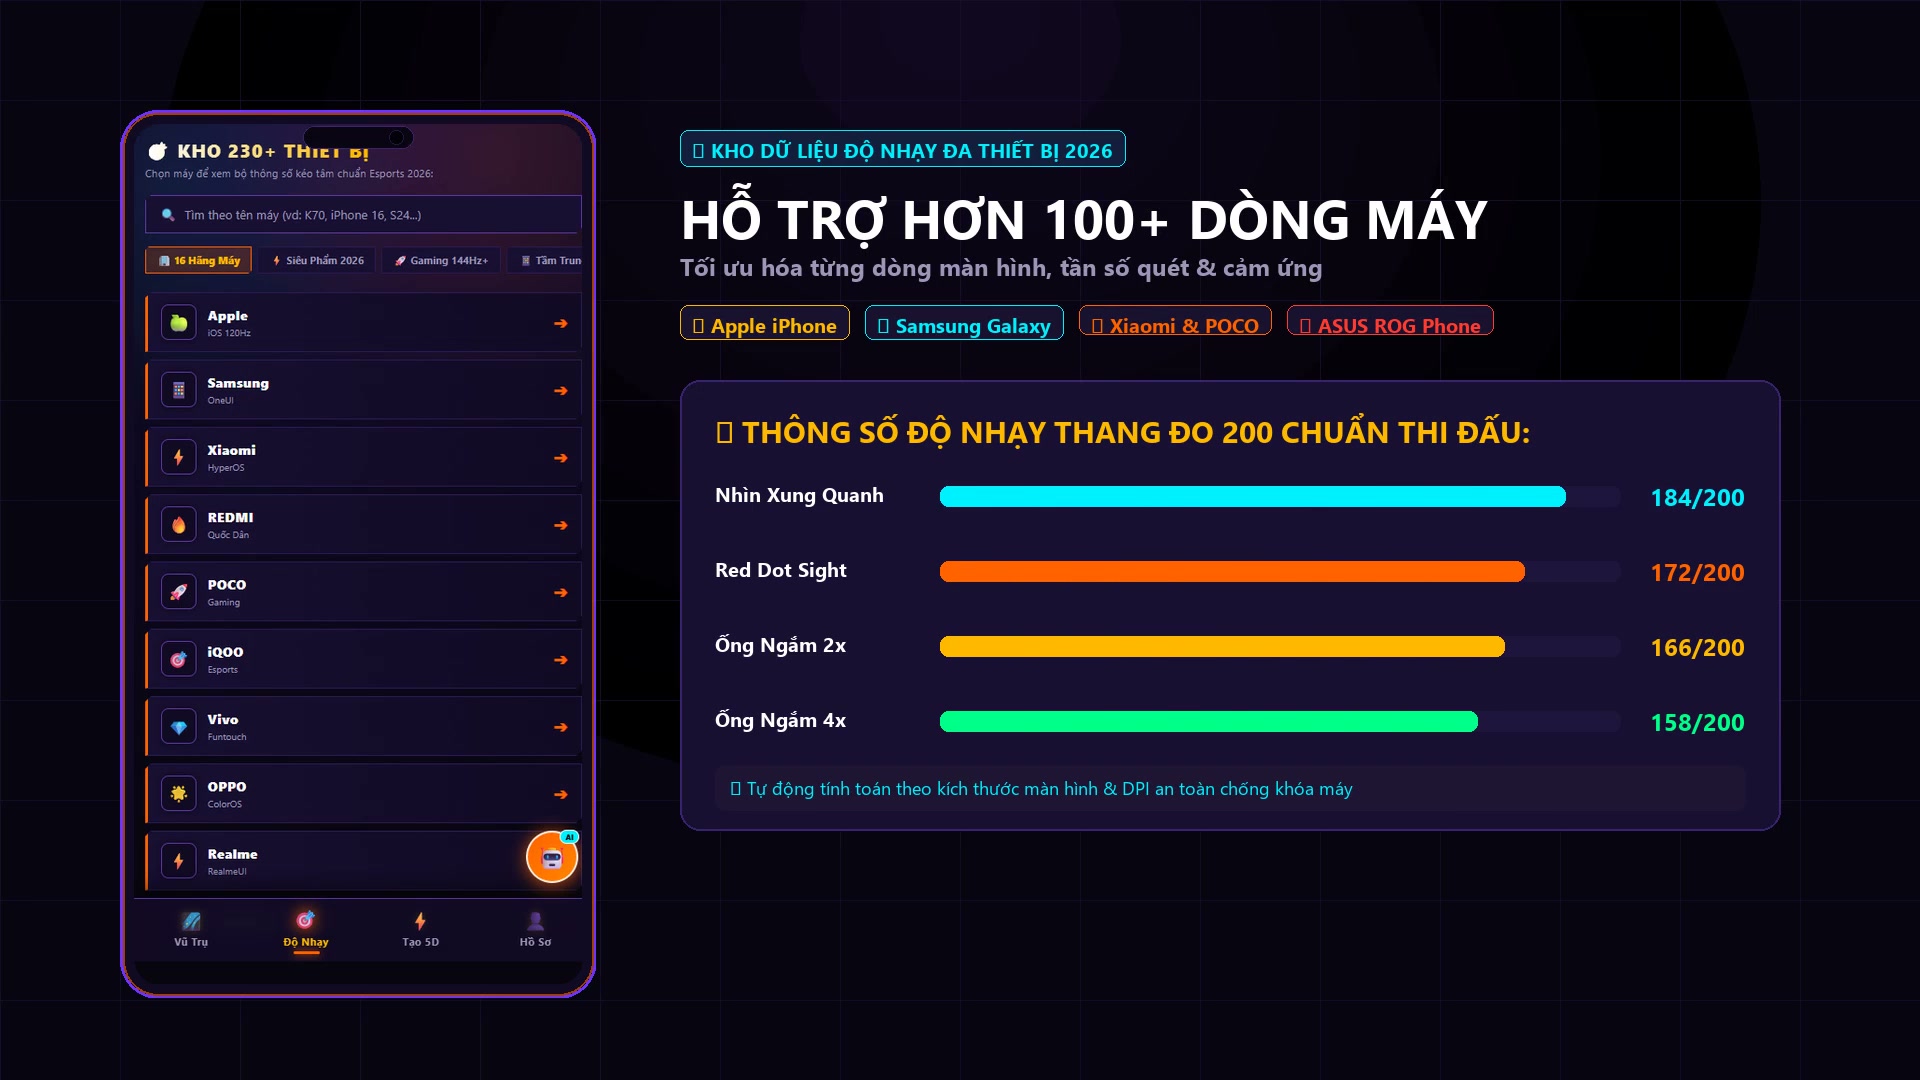 KHO 230+ THIẾT BỊ
Chọn máy để xem bộ thông số kéo tâm chuẩn Esports 2026:
Tìm theo tên máy (vd: K70, iPhone 16, S24...)
16 Hãng Máy
Siêu Phẩm 2026
Gaming 144Hz+
Tầm Trun
Apple
iOS 120Hz
Samsung
OneUI
Xiaomi
HyperOS
REDMI
Quốc Dân
POCO
Gaming
iQOO
Esports
Vivo
Funtouch
OPPO
ColorOS
Realme
RealmeUI
AI
Vũ Trụ
Độ Nhạy
Tạo 5D
Hồ Sơ
KHO DỮ LIỆU ĐỘ NHẠY ĐA THIẾT BỊ 2026
HỖ TRỢ HƠN 100+ DÒNG MÁY
Tối ưu hóa từng dòng màn hình, tần số quét & cảm ứng
Apple iPhone
Samsung Galaxy
Xiaomi & POCO
ASUS ROG Phone
THÔNG SỐ ĐỘ NHẠY THANG ĐO 200 CHUẨN THI ĐẤU:
Nhìn Xung Quanh 184/200
Red Dot Sight 172/200
Ống Ngắm 2x 166/200
Ống Ngắm 4x 158/200
Tự động tính toán theo kích thước màn hình & DPI an toàn chống khóa máy